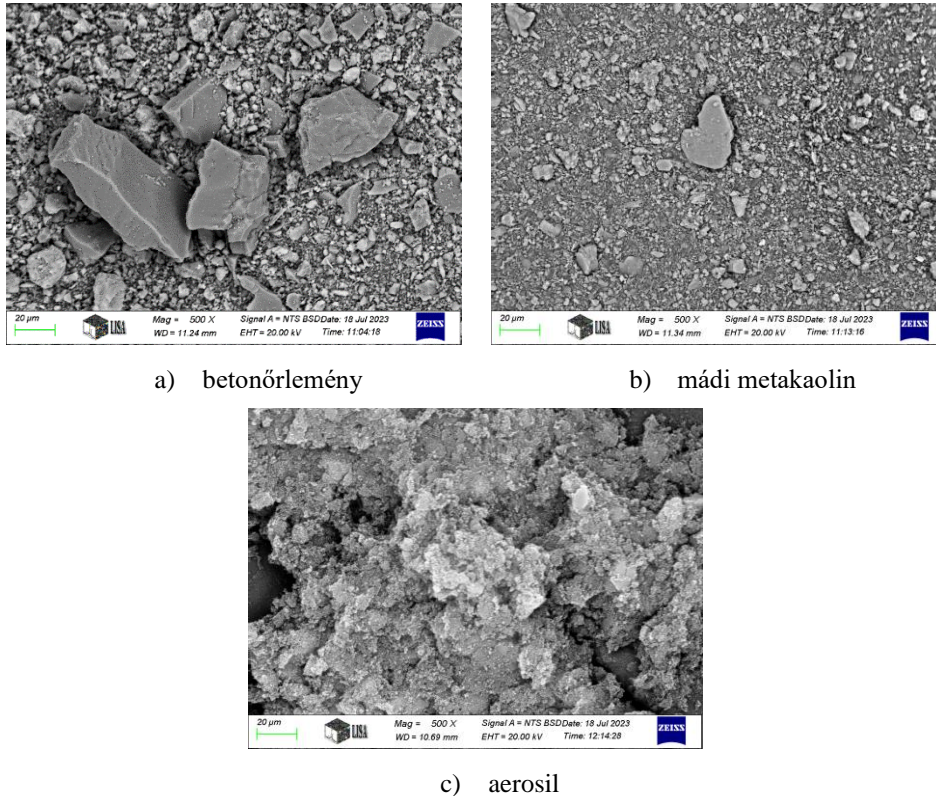 20 µm LISA Mag = 500 X Signal A = NTS BSD Date: 18 Jul 2023 ZEISS
WD = 11.24 mm EHT = 20.00 kV Time: 11:04:18
20 µm LISA Mag = 500 X Signal A = NTS BSD Date: 18 Jul 2023 ZEISS
WD = 11.34 mm EHT = 20.00 kV Time: 11:13:16
a) betonőrlemény
b) mádi metakaolin
20 µm LISA Mag = 500 X Signal A = NTS BSD Date: 18 Jul 2023 ZEISS
WD = 10.69 mm EHT = 20.00 kV Time: 12:14:28
c) aerosil